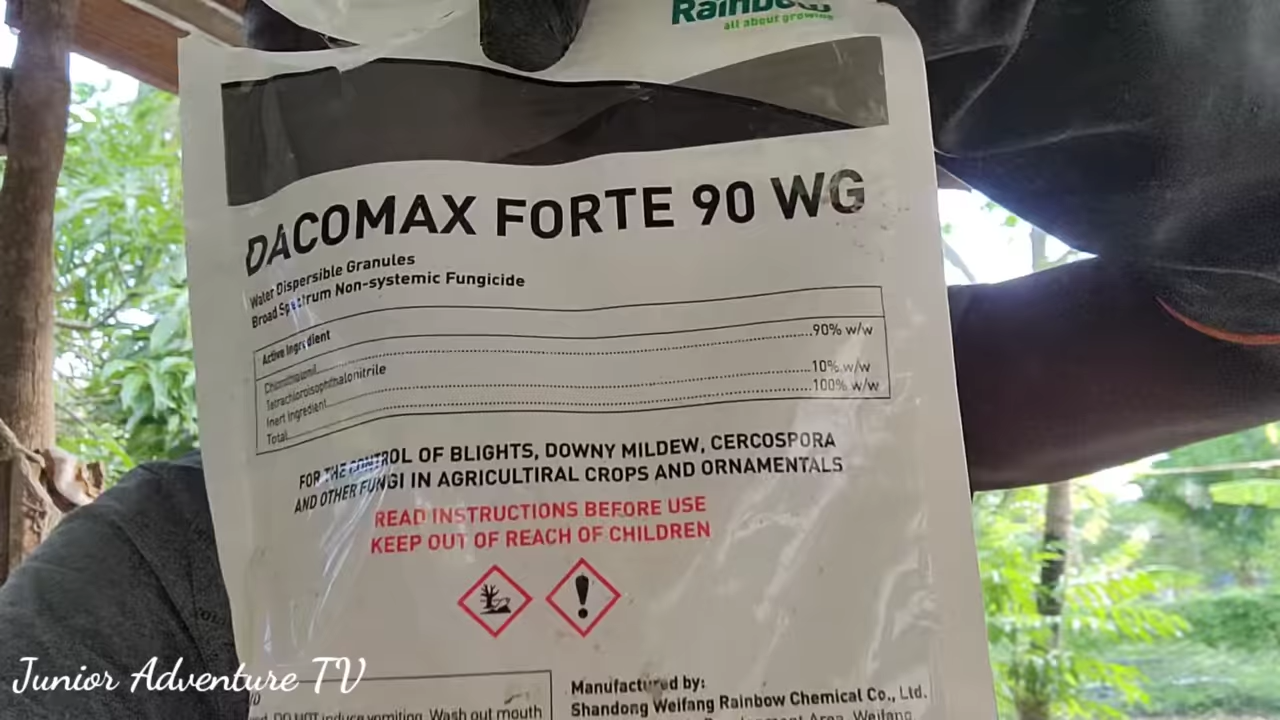 Rainbow
all about growing
DACOMAX FORTE 90 WG
Water Dispersible Granules
Broad Spectrum Non-systemic Fungicide
Active Ingredient
Chlorothalonil
Tetrachloroisophthalonitrile....................90% w/w
Inert Ingredient....................10% w/w
Total....................100% w/w
FOR THE CONTROL OF BLIGHTS, DOWNY MILDEW, CERCOSPORA
AND OTHER FUNGI IN AGRICULTIRAL CROPS AND ORNAMENTALS
READ INSTRUCTIONS BEFORE USE
KEEP OUT OF REACH OF CHILDREN
DO NOT induce vomiting. Wash out mouth
Manufactured by:
Shandong Weifang Rainbow Chemical Co., Ltd.
Area, Weifang
Junior Adventure TV